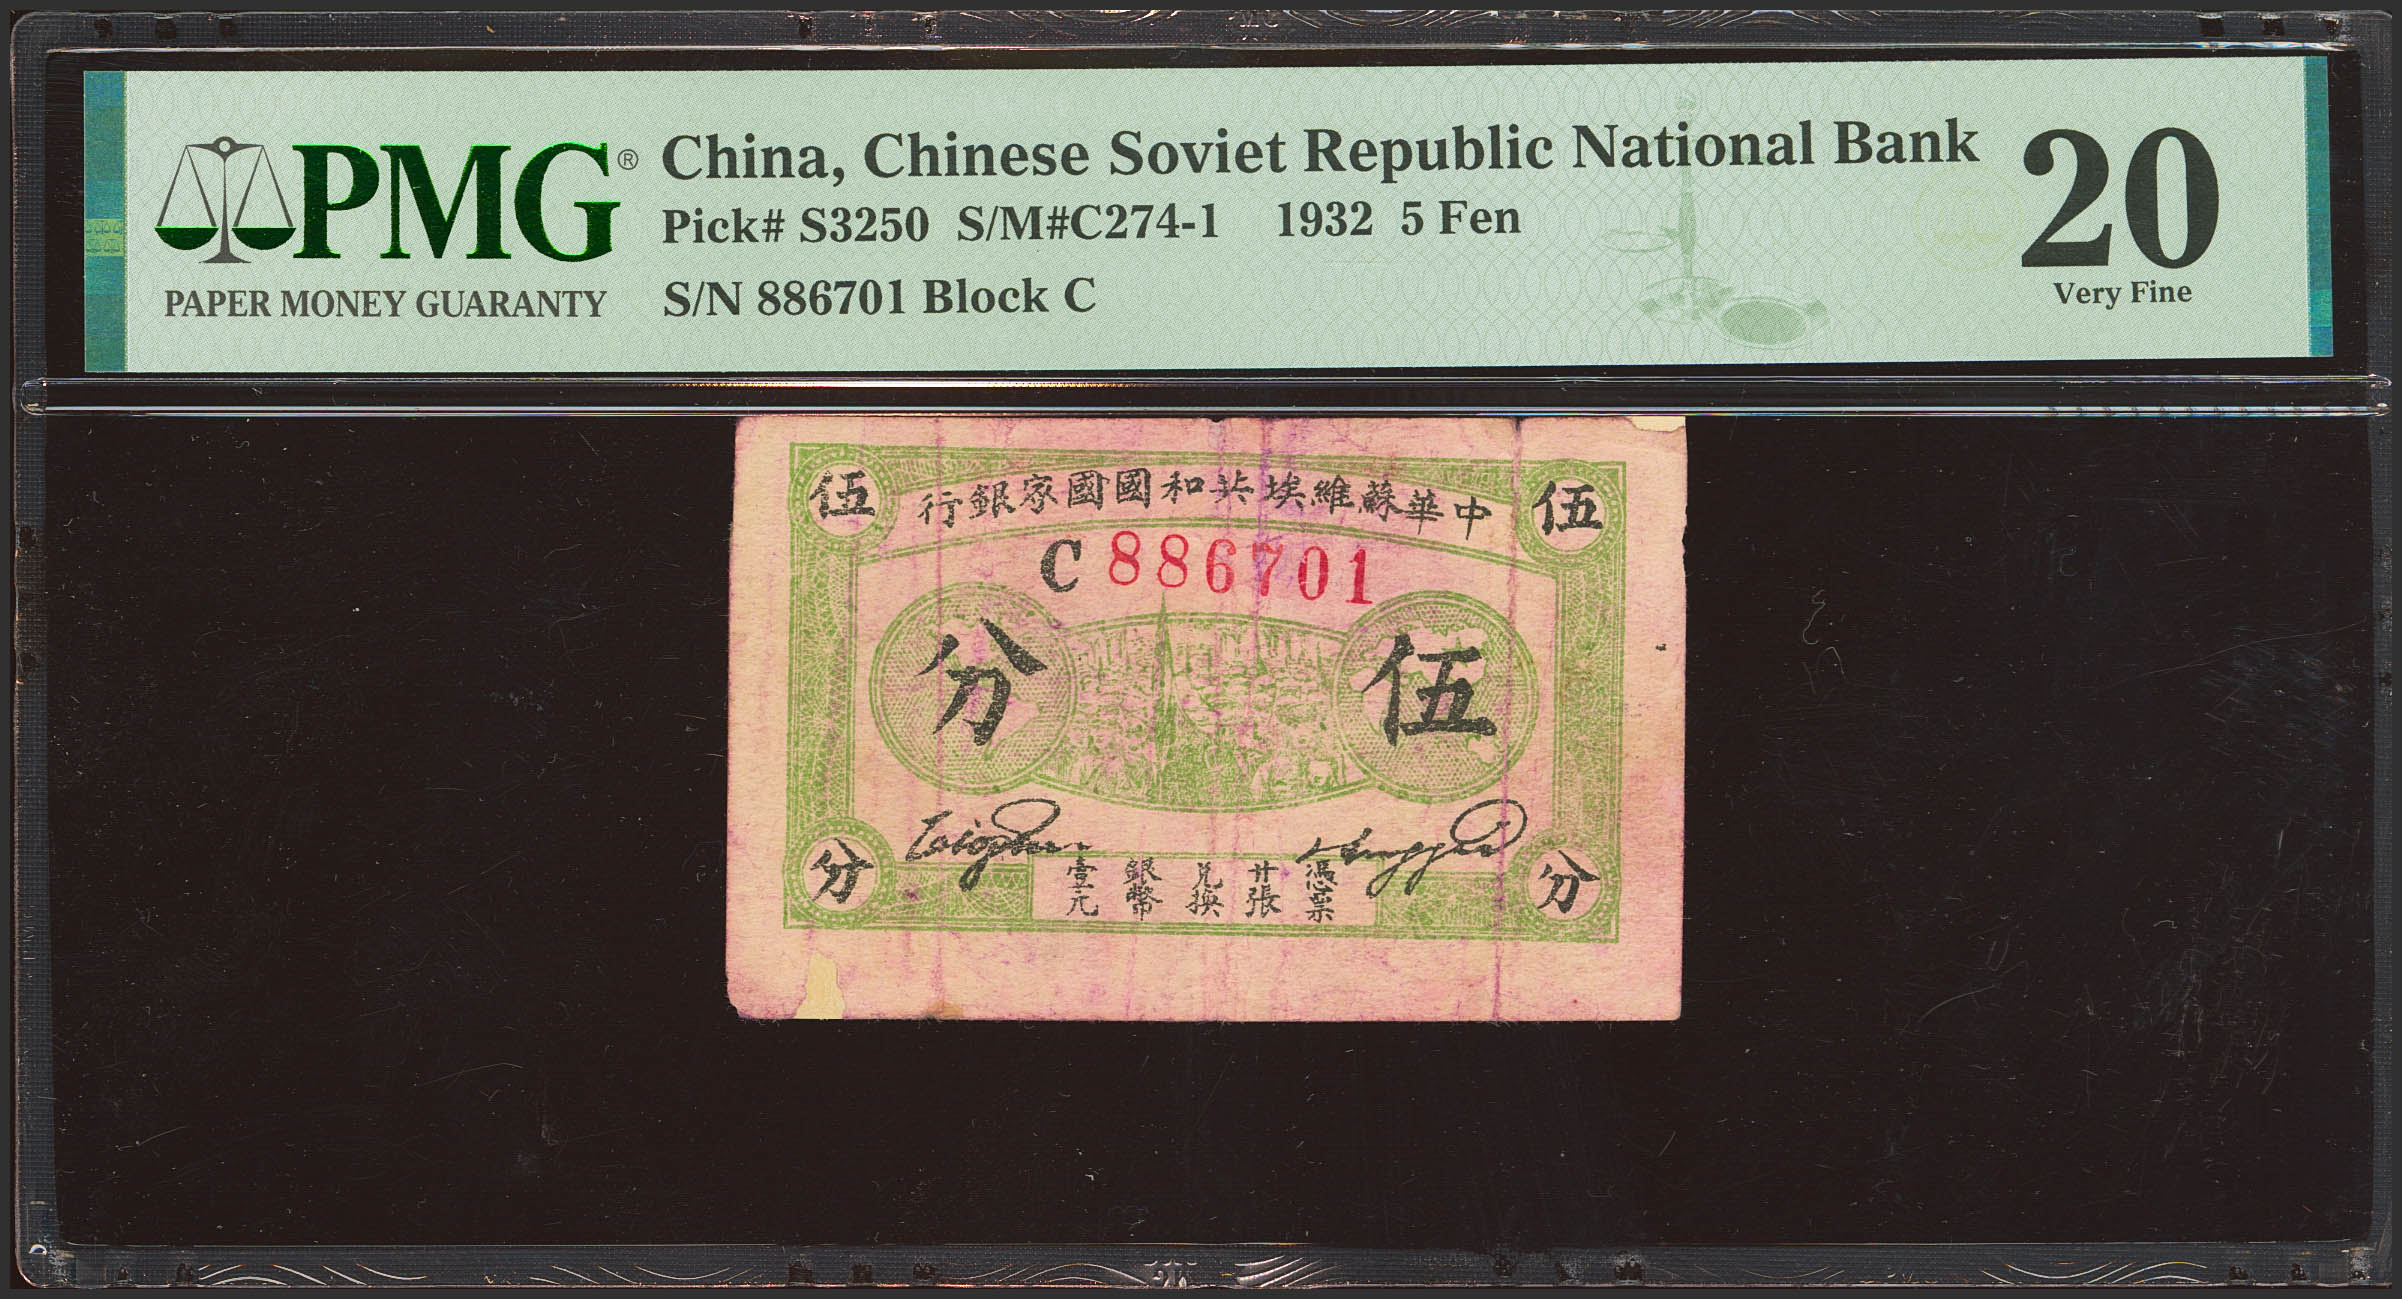 PMG®
PAPER MONEY GUARANTY
China, Chinese Soviet Republic National Bank
Pick# S3250 S/M#C274-1 1932 5 Fen
S/N 886701 Block C
20
Very Fine
伍
行銀家國國和共埃維蘇華中
伍
C 886701
分
伍
分
憑票
廿張
兌換
銀幣
壹元
分